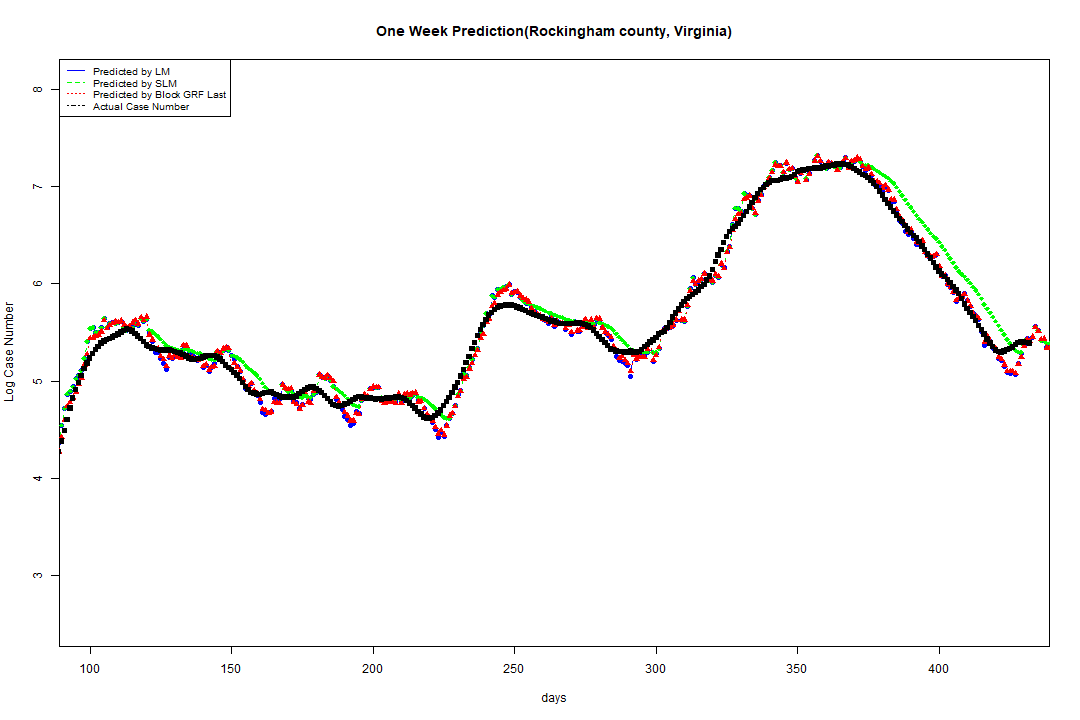 One Week Prediction(Rockingham county, Virginia)
Predicted by LM
Predicted by SLM
Predicted by Block GRF Last
Actual Case Number
Log Case Number
8
7
6
5
4
3
100 150 200 250 300 350 400
days